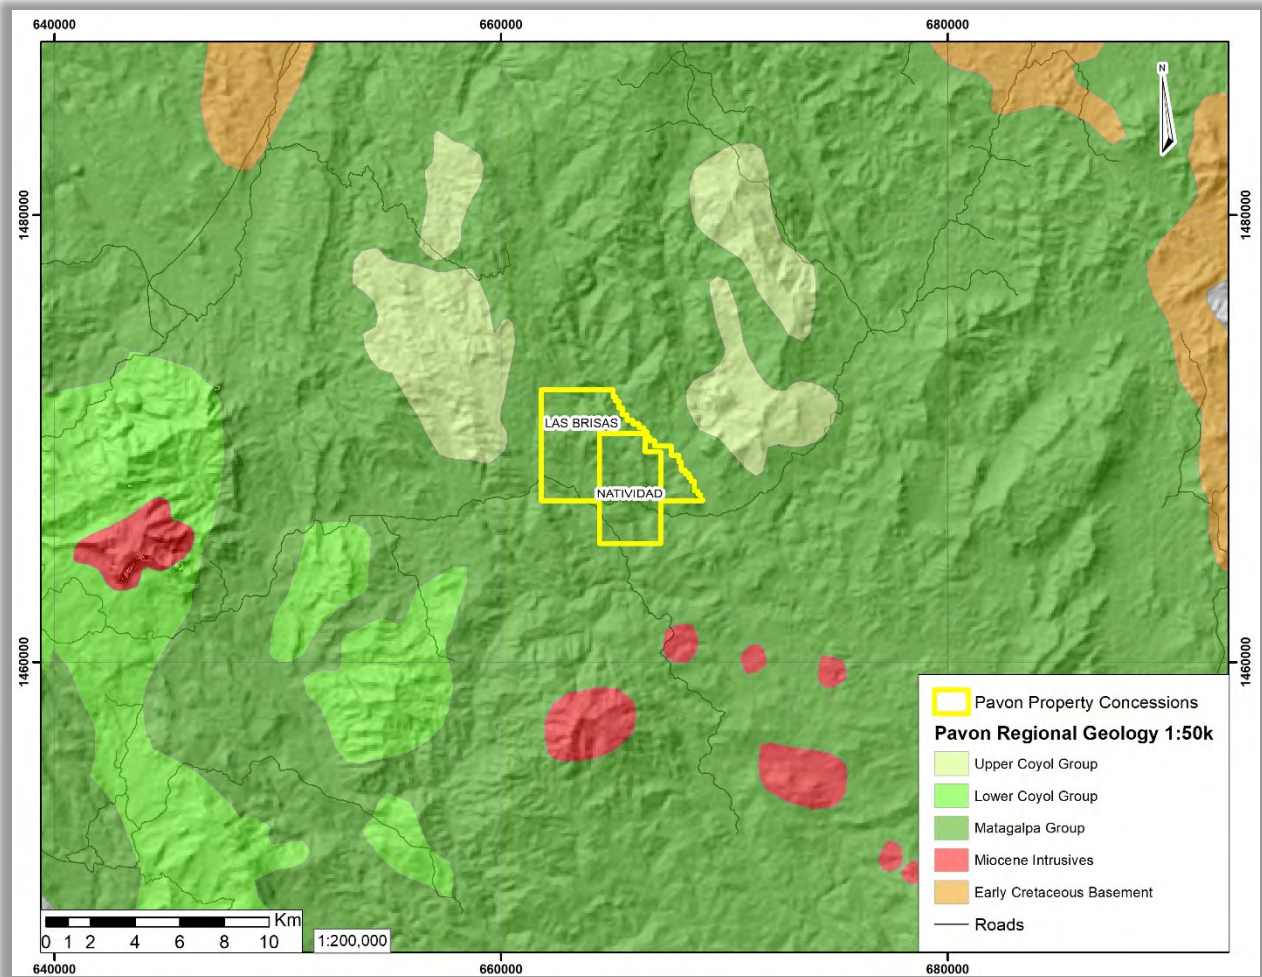 640000 660000 680000
N
1480000 1480000
LAS BRISAS
NATIVIDAD
1460000 1460000
Pavon Property Concessions
Pavon Regional Geology 1:50k
Upper Coyol Group
Lower Coyol Group
Matagalpa Group
Miocene Intrusives
Early Cretaceous Basement
Roads
Km
0 1 2 4 6 8 10
1:200,000
640000 660000 680000